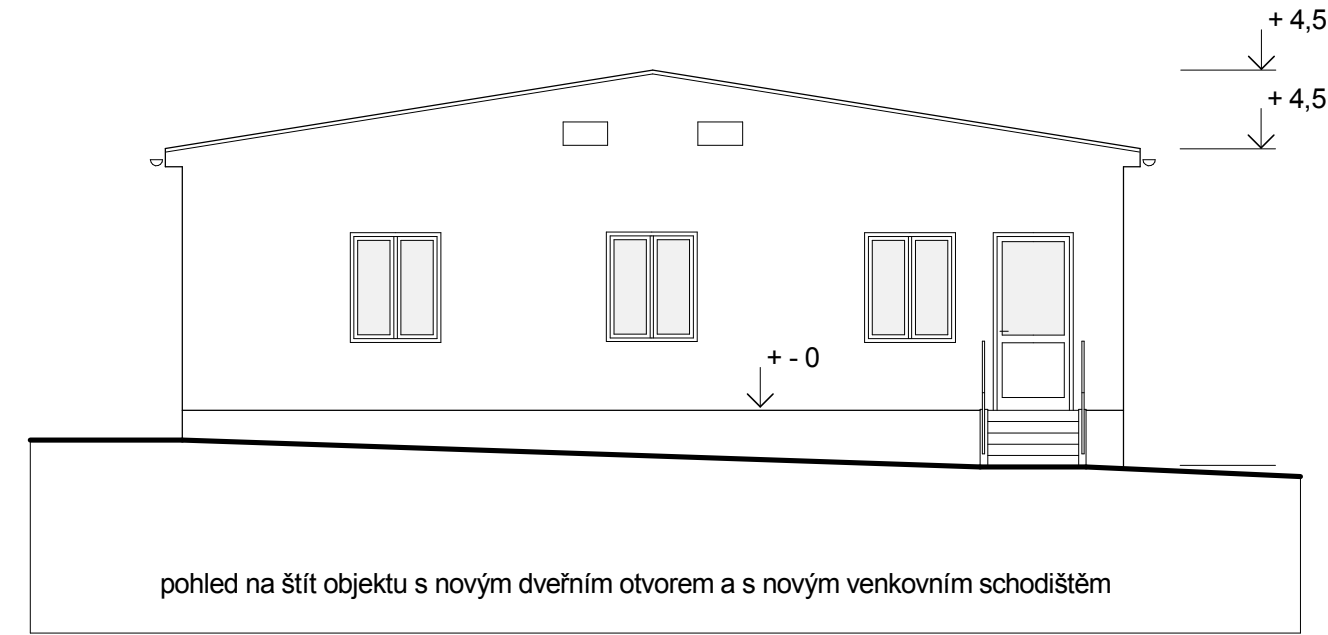 + 4,5
+ 4,5
+ - 0
pohled na štít objektu s novým dveřním otvorem a s novým venkovním schodištěm